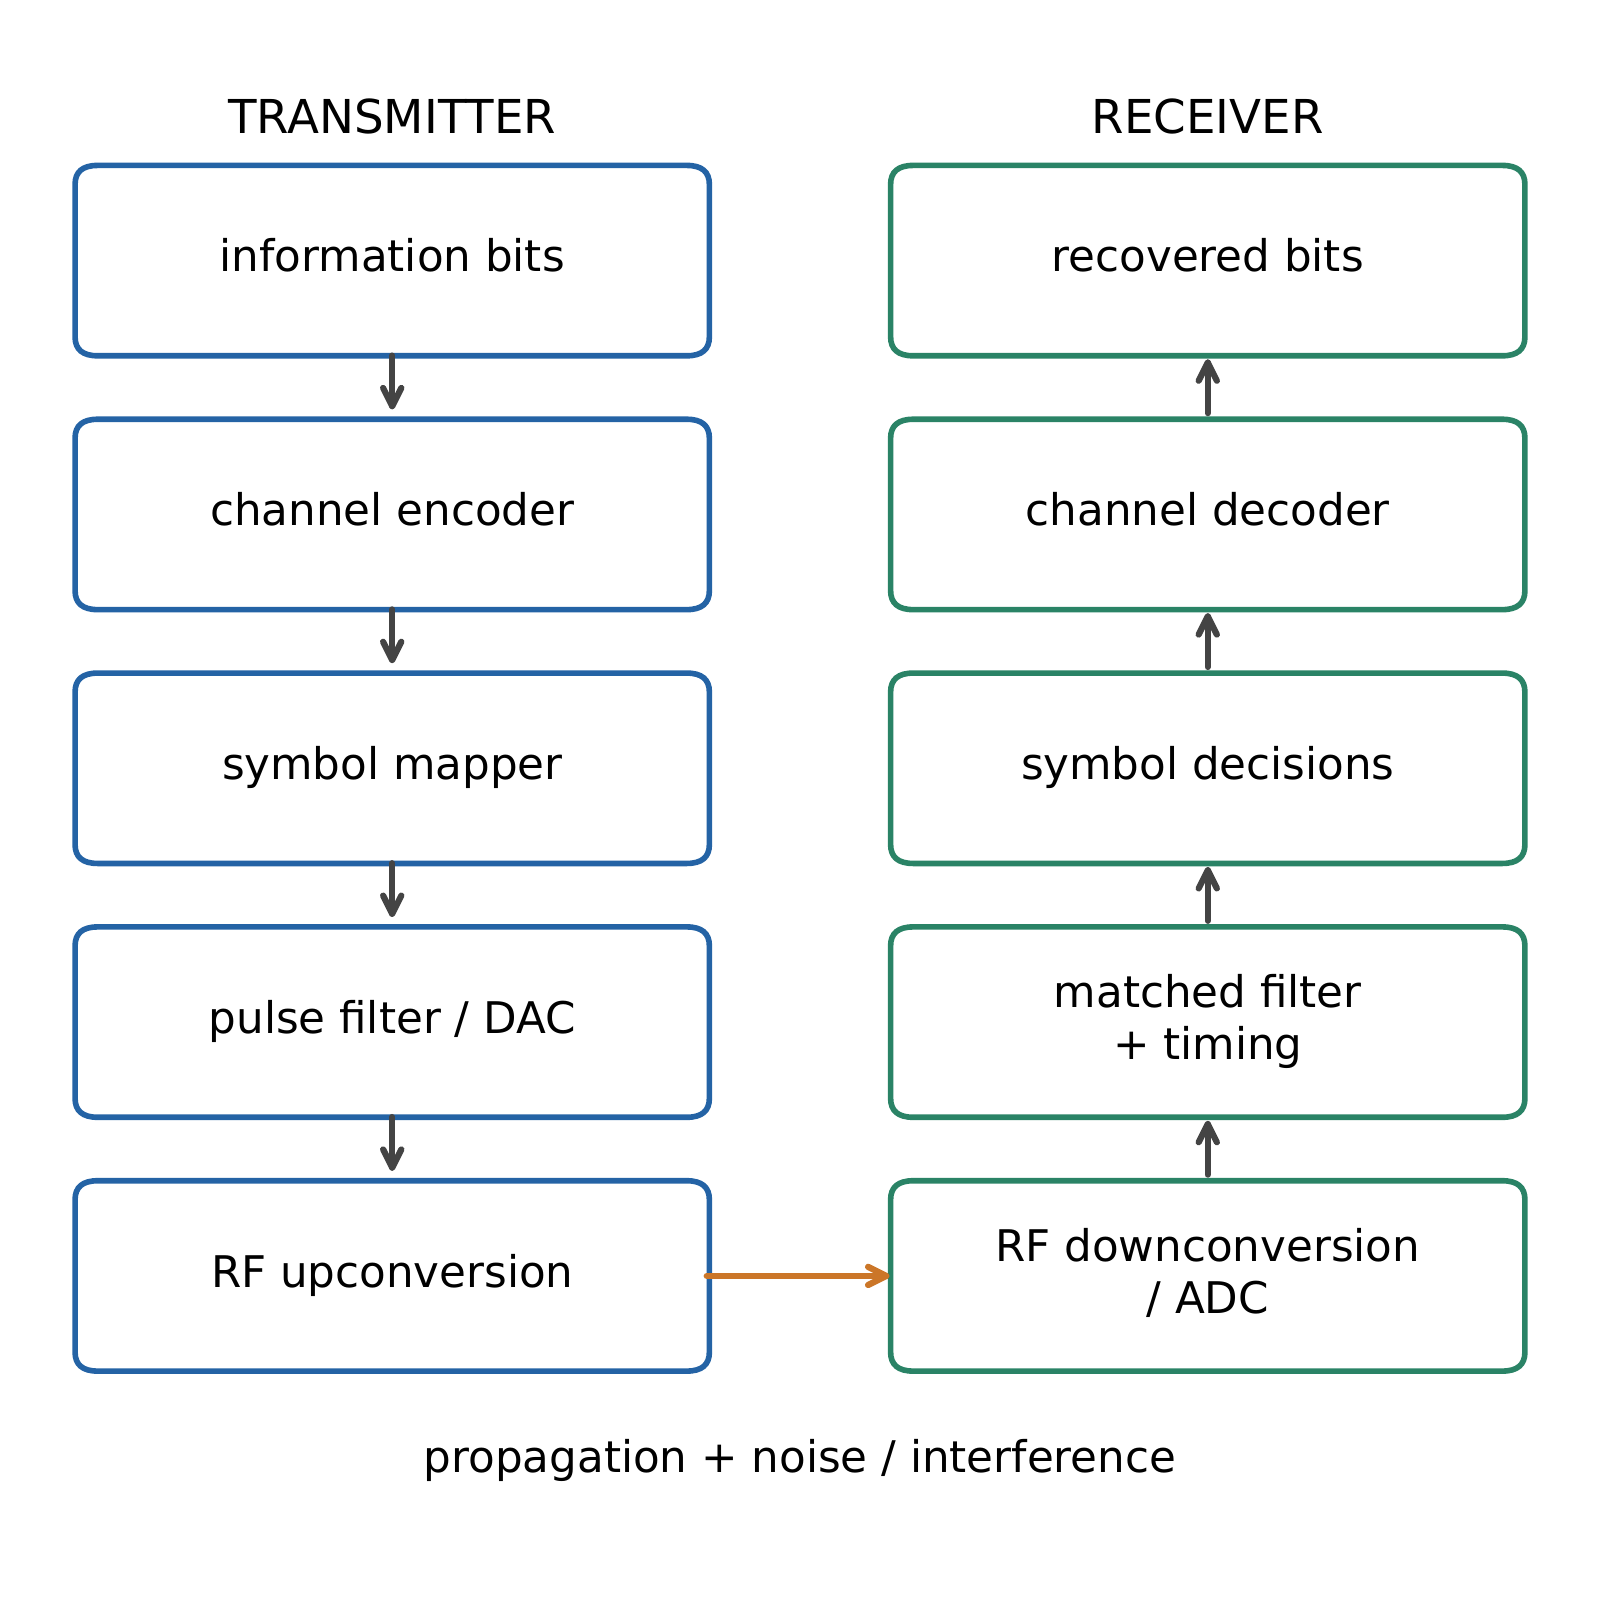 TRANSMITTER
information bits
channel encoder
symbol mapper
pulse filter / DAC
RF upconversion
RECEIVER
recovered bits
channel decoder
symbol decisions
matched filter
+ timing
RF downconversion
/ ADC
propagation + noise / interference